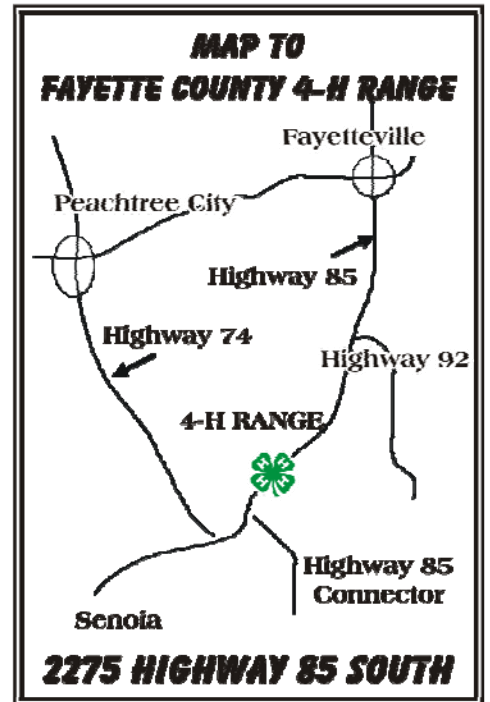 MAP TO
FAYETTE COUNTY 4-H RANGE
Fayetteville
Peachtree City
Highway 85
Highway 74
Highway 92
4-H RANGE
H H H H
Highway 85
Connector
Senoia
2275 HIGHWAY 85 SOUTH